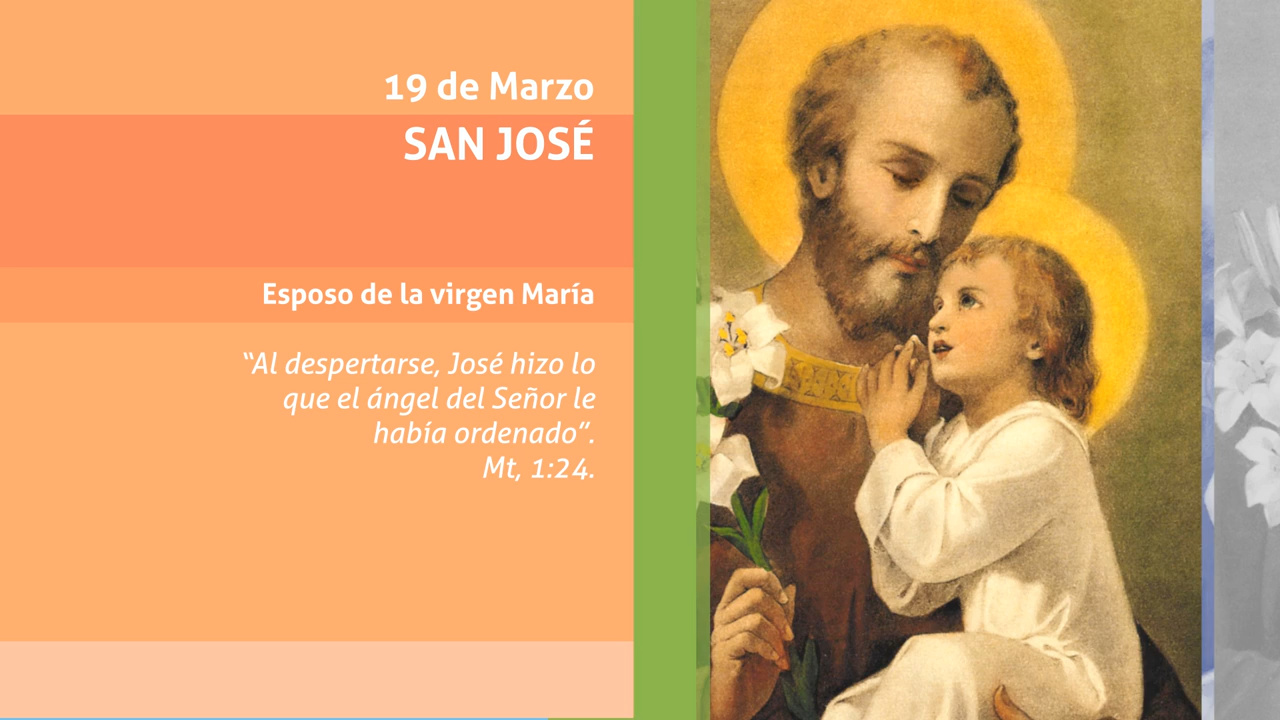 19 de Marzo
SAN JOSÉ
Esposo de la virgen María
“Al despertarse, José hizo lo
que el ángel del Señor le
había ordenado”.
Mt, 1:24.